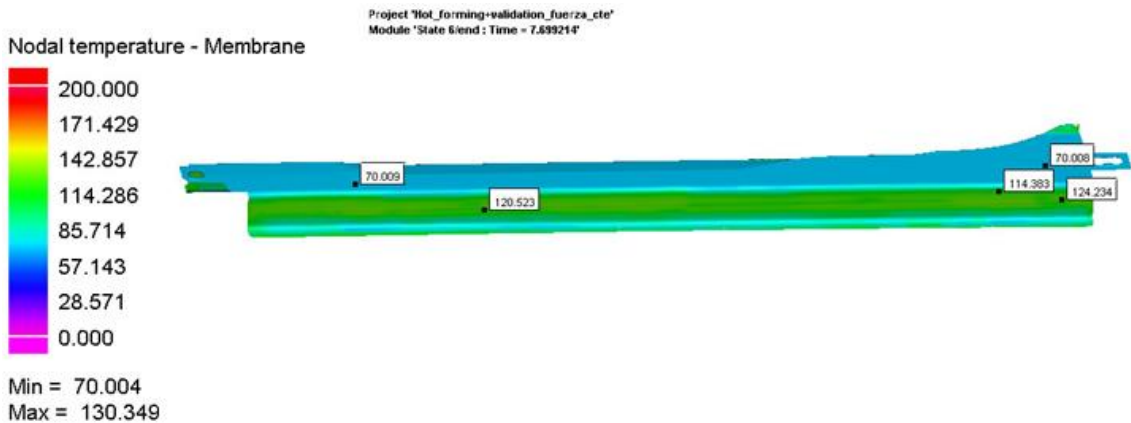 Project 'Hot_forming+validation_fuerza_cte'
Module 'State 6/end : Time = 7.699214'
Nodal temperature - Membrane
200.000
171.429
142.857
114.286
85.714
57.143
28.571
0.000
70.009
120.523
70.008
114.383
124.234
Min = 70.004
Max = 130.349